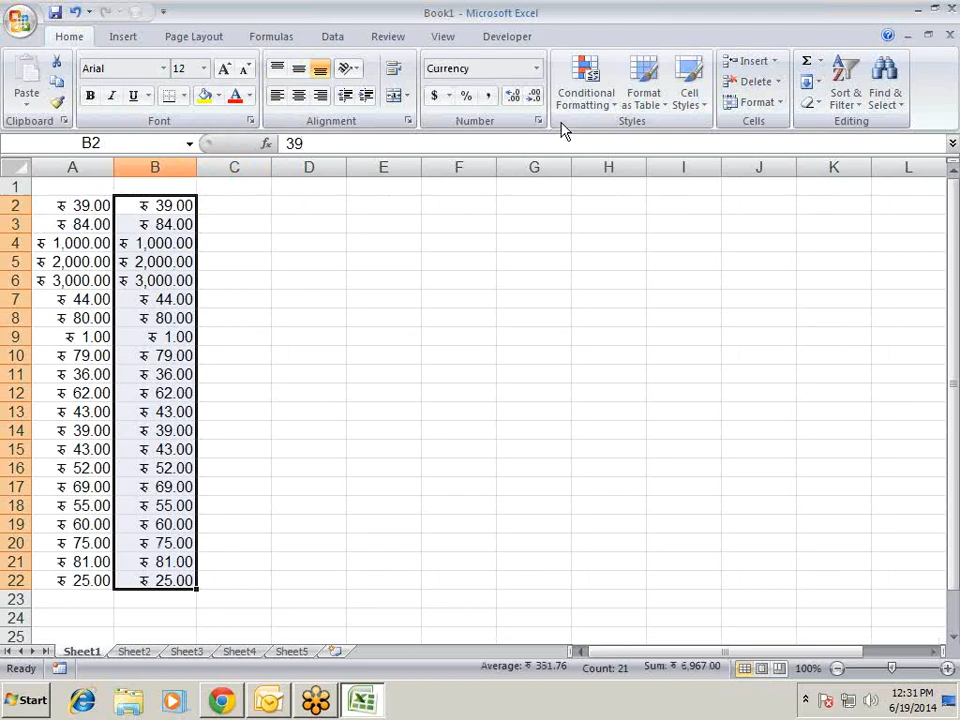 Book1 - Microsoft Excel
Home Insert Page Layout Formulas Data Review View Developer
Paste
Clipboard
Arial 12
B I U
Font
Alignment
Currency
$ % ,
Number
Conditional Formatting
Format as Table
Cell Styles
Styles
Insert
Delete
Format
Cells
Σ
Sort & Filter
Find & Select
Editing
B2 fx 39
A B C D E F G H I J K L
1
2 रु 39.00 रु 39.00
3 रु 84.00 रु 84.00
4 रु 1,000.00 रु 1,000.00
5 रु 2,000.00 रु 2,000.00
6 रु 3,000.00 रु 3,000.00
7 रु 44.00 रु 44.00
8 रु 80.00 रु 80.00
9 रु 1.00 रु 1.00
10 रु 79.00 रु 79.00
11 रु 36.00 रु 36.00
12 रु 62.00 रु 62.00
13 रु 43.00 रु 43.00
14 रु 39.00 रु 39.00
15 रु 43.00 रु 43.00
16 रु 52.00 रु 52.00
17 रु 69.00 रु 69.00
18 रु 55.00 रु 55.00
19 रु 60.00 रु 60.00
20 रु 75.00 रु 75.00
21 रु 81.00 रु 81.00
22 रु 25.00 रु 25.00
23
24
25
Sheet1 Sheet2 Sheet3 Sheet4 Sheet5
Ready Average: रु 331.76 Count: 21 Sum: रु 6,967.00 100%
Start
12:31 PM
6/19/2014